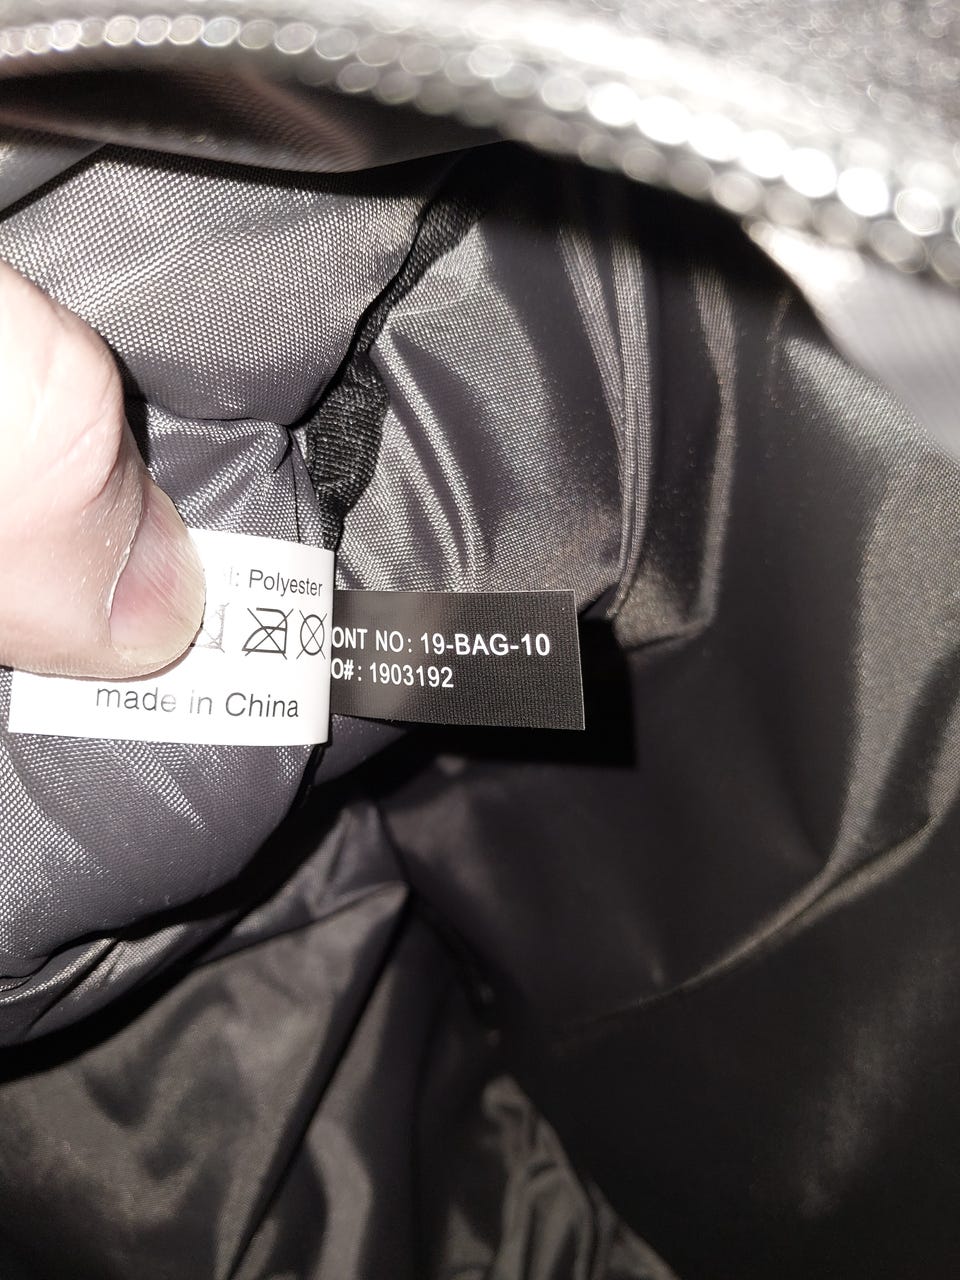 : Polyester
made in China
ONT NO: 19-BAG-10
O#: 1903192